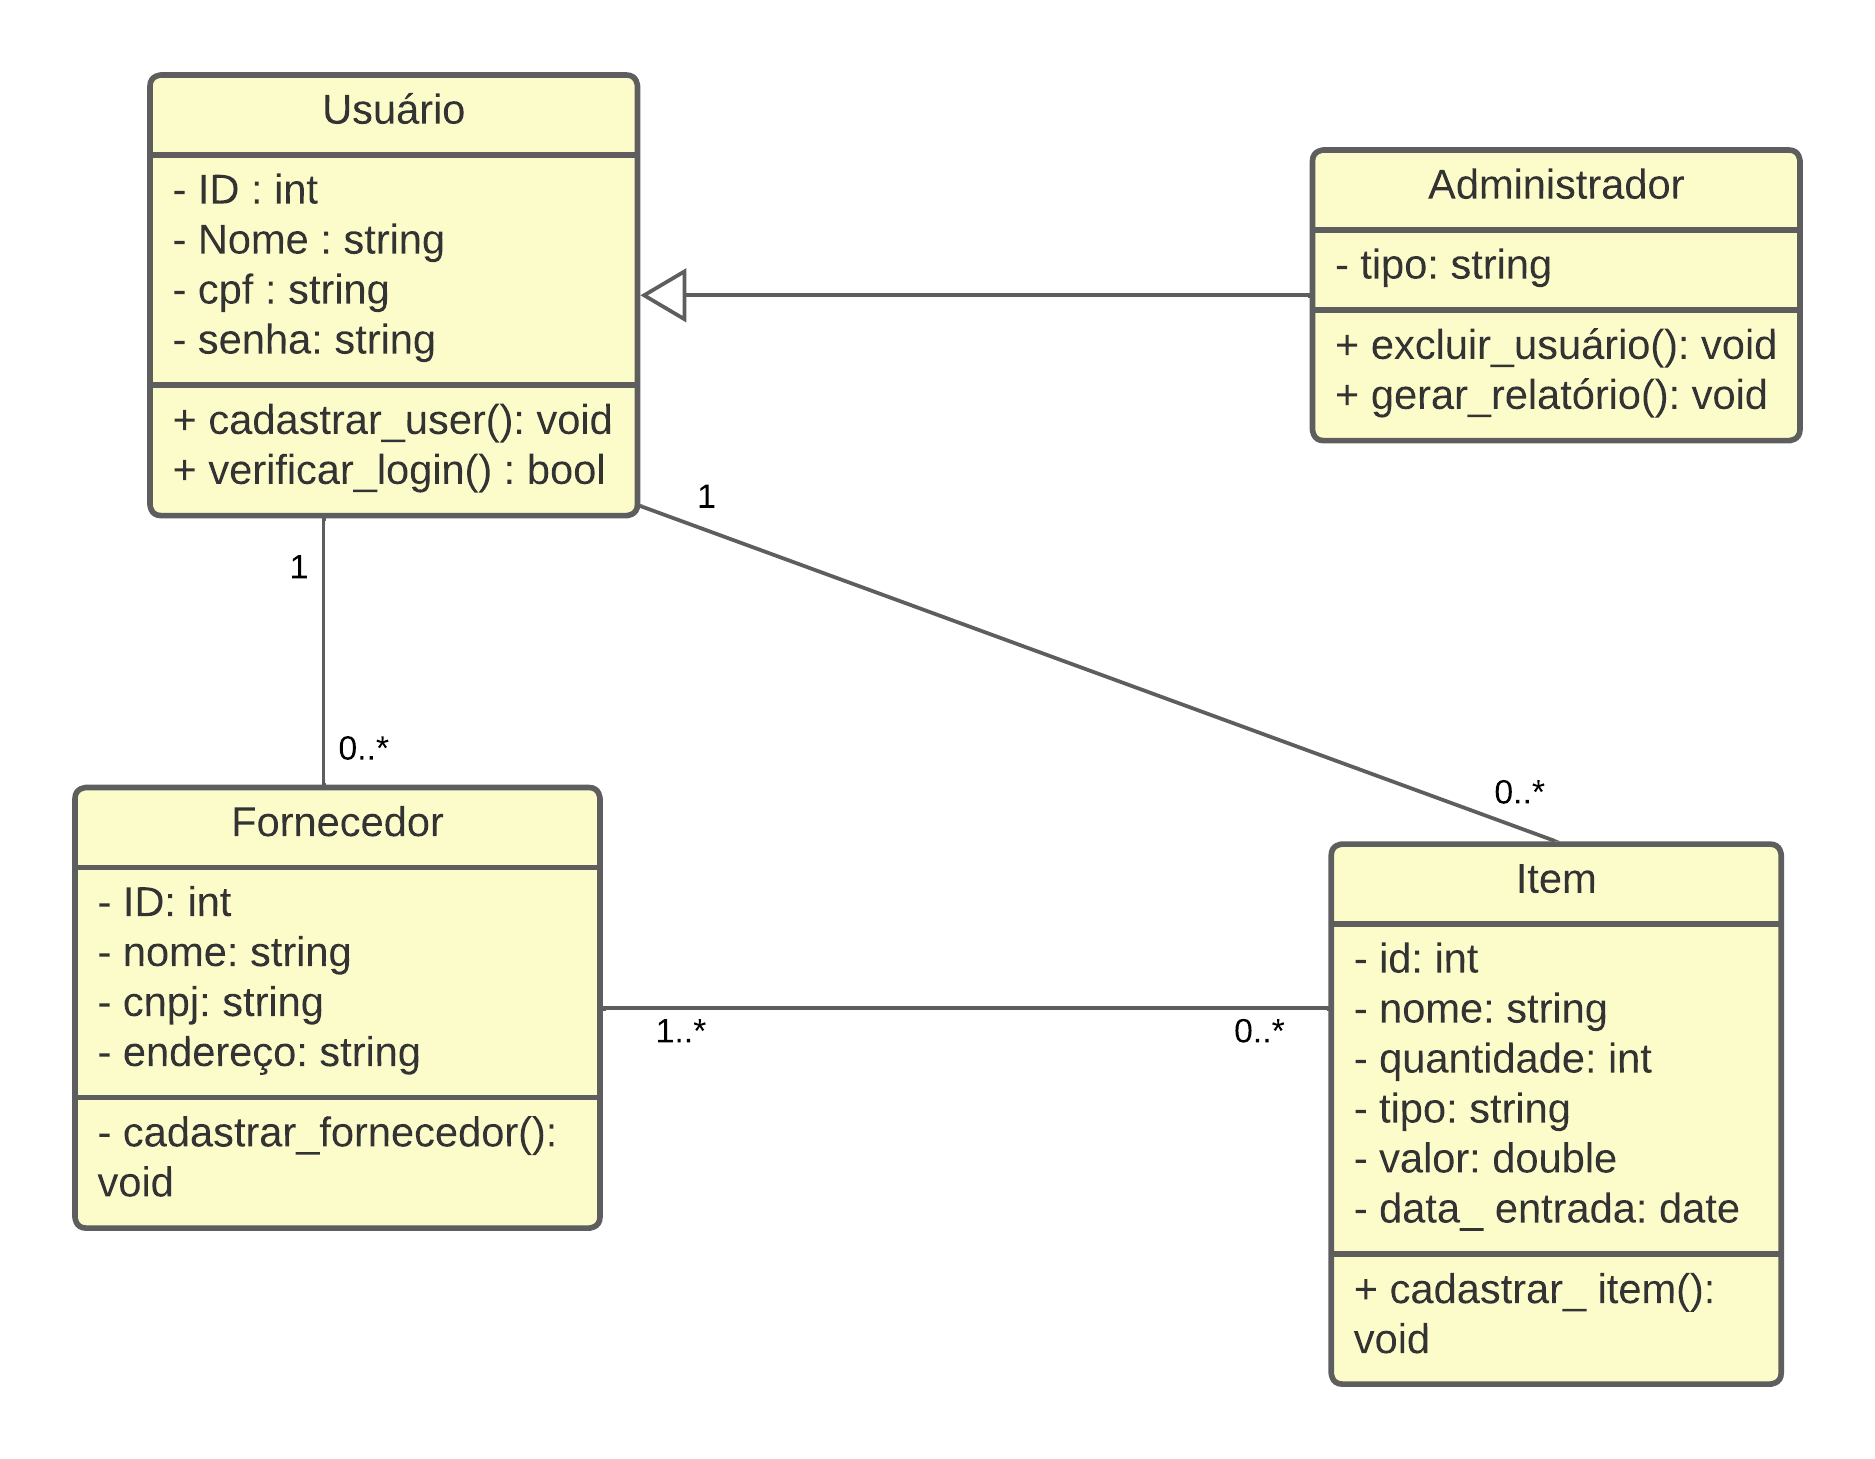 Usuário
- ID : int
- Nome : string
- cpf : string
- senha: string
+ cadastrar_user(): void
+ verificar_login() : bool
Administrador
- tipo: string
+ excluir_usuário(): void
+ gerar_relatório(): void
1
1
0..*
0..*
Fornecedor
- ID: int
- nome: string
- cnpj: string
- endereço: string
- cadastrar_fornecedor():
void
1..*
0..*
Item
- id: int
- nome: string
- quantidade: int
- tipo: string
- valor: double
- data_ entrada: date
+ cadastrar_ item():
void